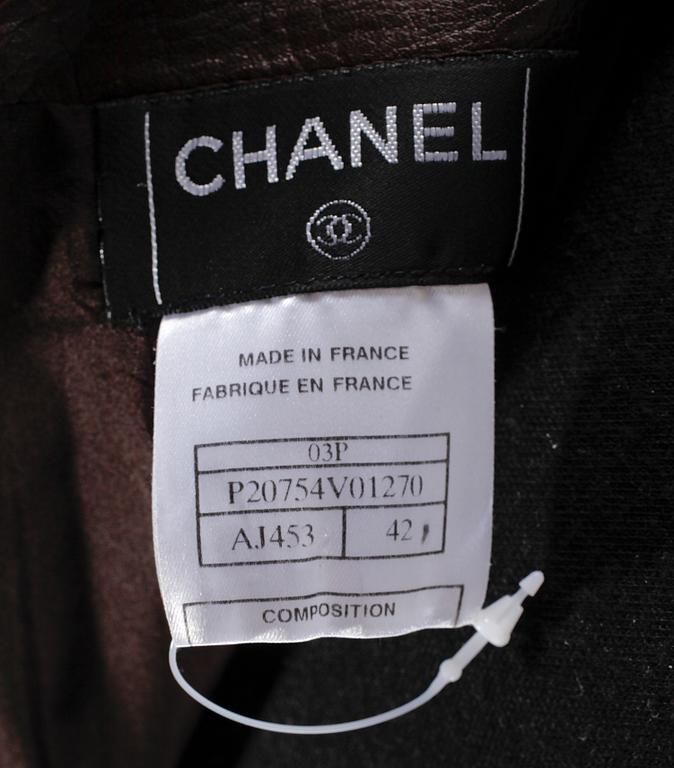 CHANEL
MADE IN FRANCE
FABRIQUE EN FRANCE
03P
P20754V01270
AJ453 42
COMPOSITION